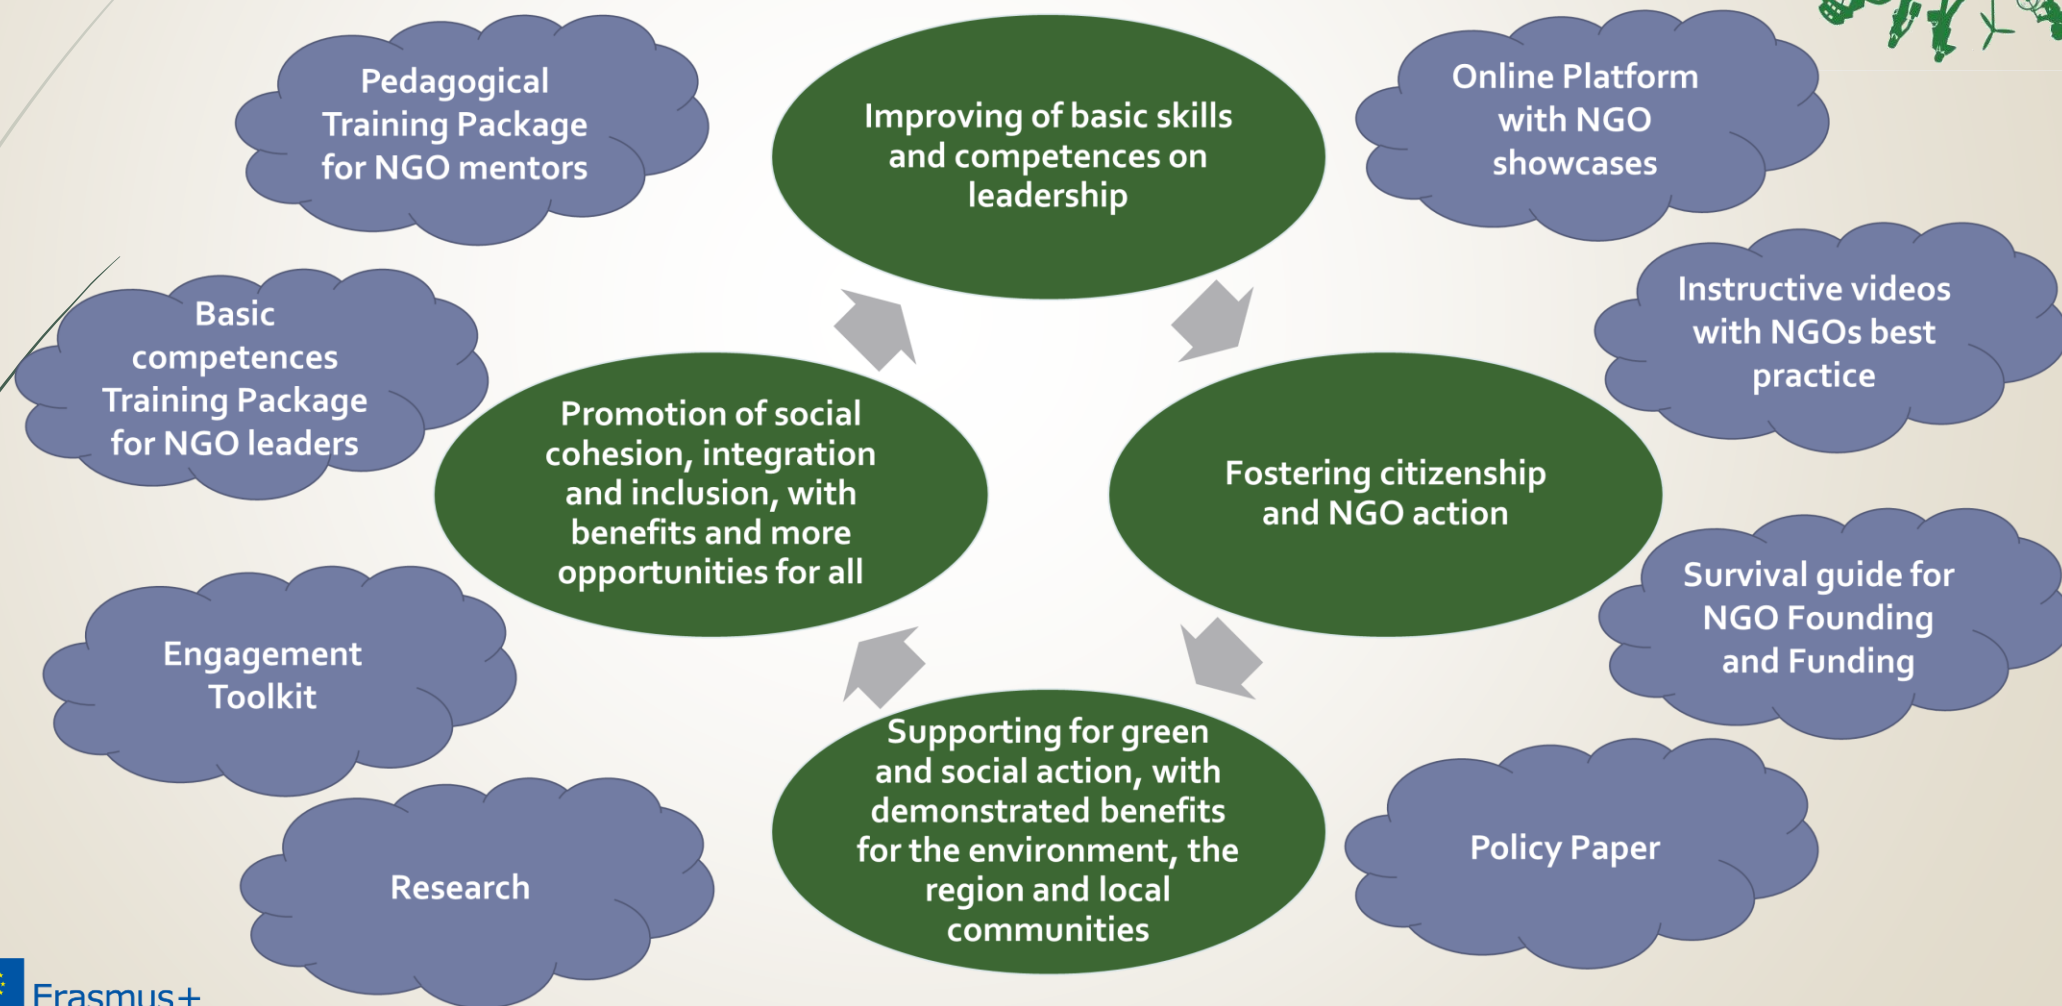 Pedagogical
Training Package
for NGO mentors
Improving of basic skills
and competences on
leadership
Online Platform
with NGO
showcases
Basic
competences
Training Package
for NGO leaders
Instructive videos
with NGOs best
practice
Promotion of social
cohesion, integration
and inclusion, with
benefits and more
opportunities for all
Fostering citizenship
and NGO action
Engagement
Toolkit
Survival guide for
NGO Founding
and Funding
Supporting for green
and social action, with
demonstrated benefits
for the environment, the
region and local
communities
Research
Policy Paper
Erasmus+